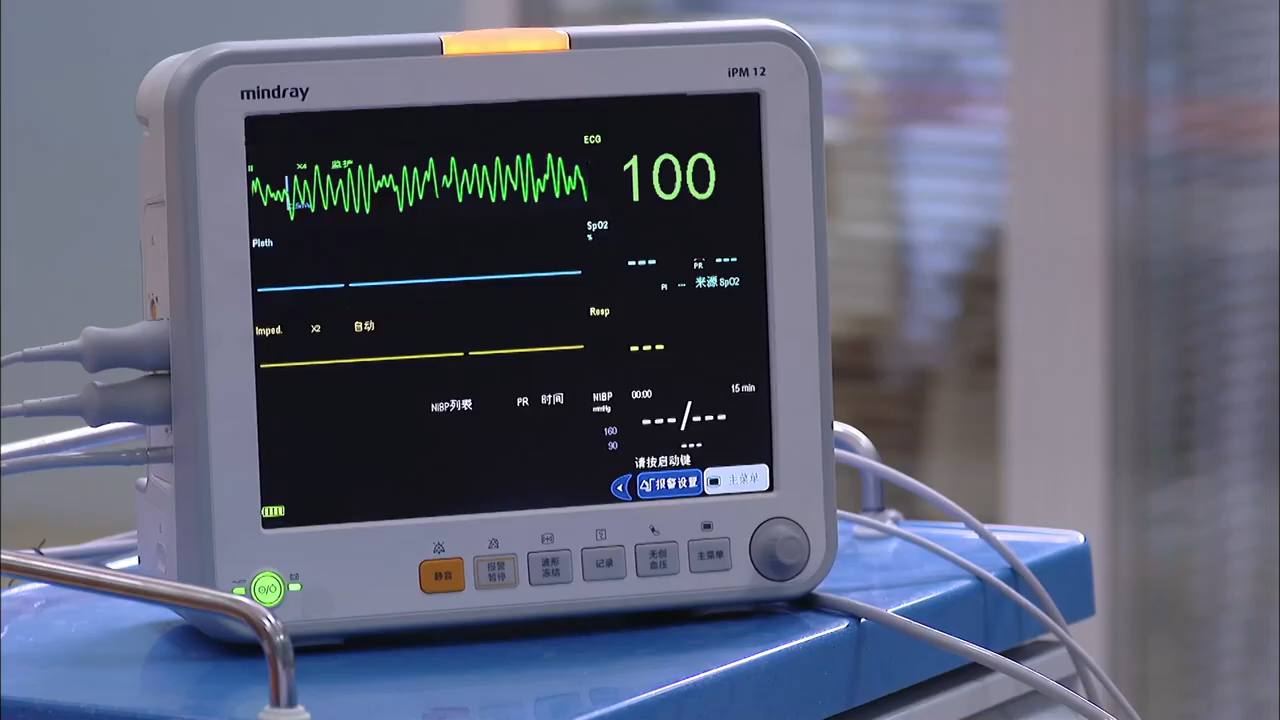 mindray
iPM 12
II
X4 监护
ECG
100
Pleth
SpO2
%
--- PR ---
PI --- 来源 SpO2
Imped. X2 自动
Resp
---
NIBP列表 PR 时间
NIBP
mmHg
00:00
15 min
160
90
---/---
---
请按启动键
报警设置
主菜单
静音
报警
暂停
波形
冻结
记录
无创
血压
主菜单